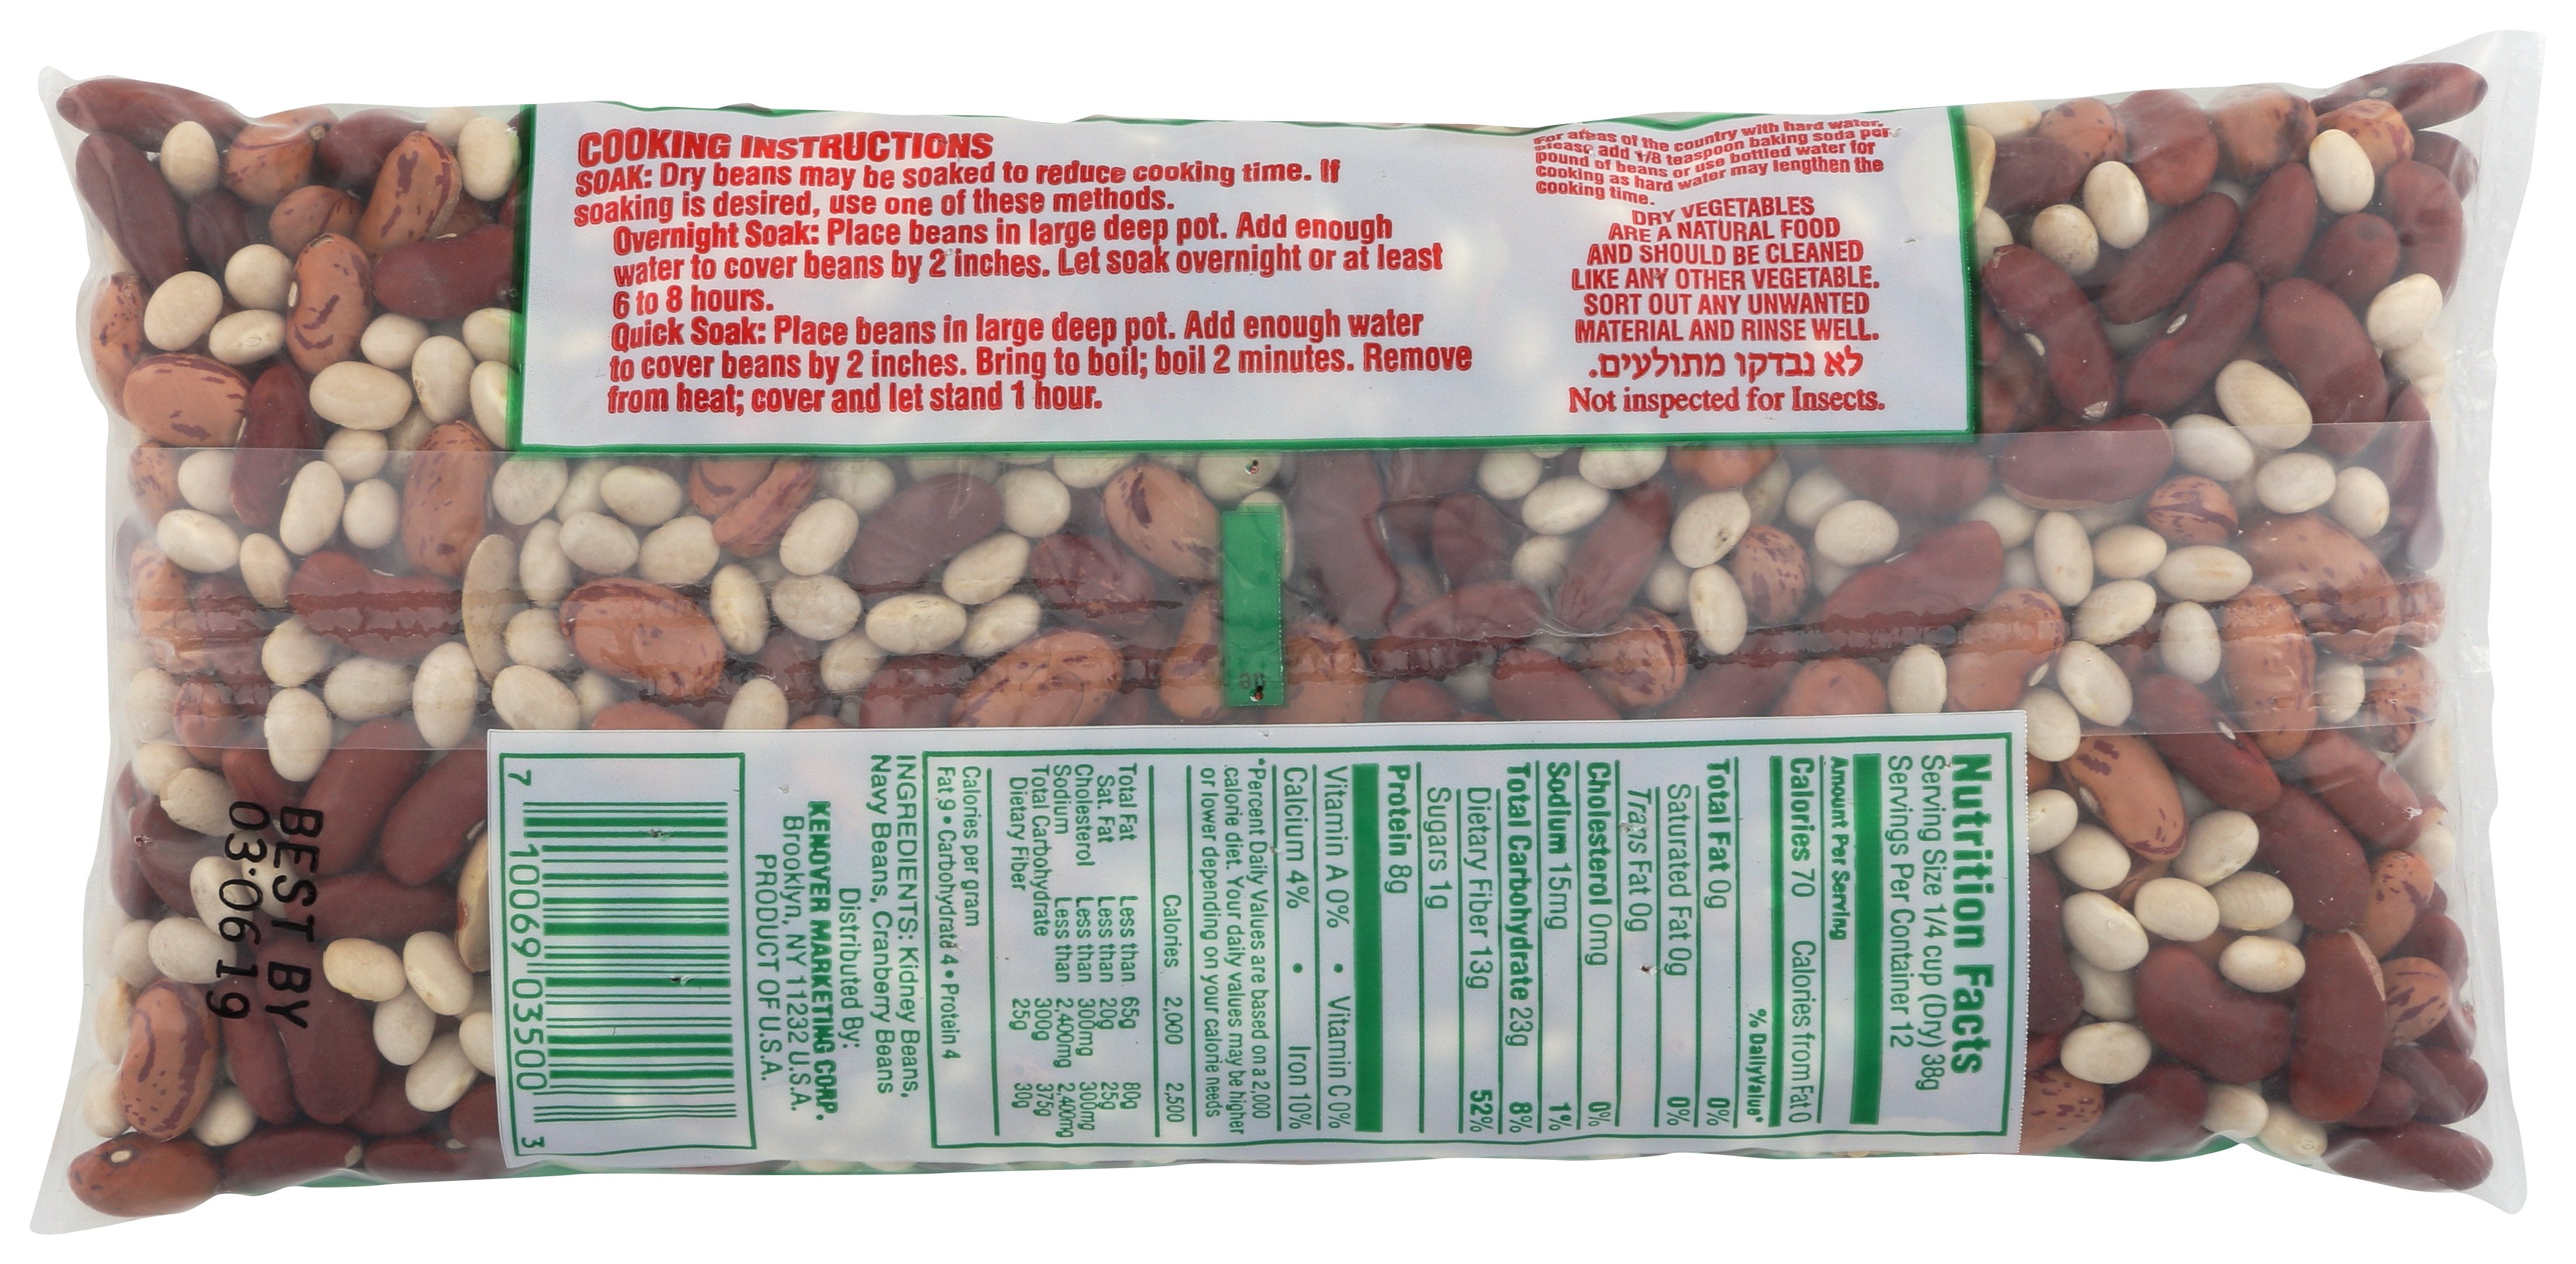 COOKING INSTRUCTIONS
SOAK: Dry beans may be soaked to reduce cooking time. If
soaking is desired, use one of these methods.
Overnight Soak: Place beans in large deep pot. Add enough
water to cover beans by 2 inches. Let soak overnight or at least
6 to 8 hours.
Quick Soak: Place beans in large deep pot. Add enough water
to cover beans by 2 inches. Bring to boil; boil 2 minutes. Remove
from heat; cover and let stand 1 hour.
For areas of the country with hard water,
please add 1/8 teaspoon baking soda per
pound of beans or use bottled water for
cooking as hard water may lengthen the
cooking time.
DRY VEGETABLES
ARE A NATURAL FOOD
AND SHOULD BE CLEANED
LIKE ANY OTHER VEGETABLE.
SORT OUT ANY UNWANTED
MATERIAL AND RINSE WELL.
לא נבדקו מתולעים.
Not inspected for Insects.
Nutrition Facts
Serving Size 1/4 cup (Dry) 38g
Servings Per Container 12
Amount Per Serving
Calories 70 Calories from Fat 0
% DailyValue*
Total Fat 0g 0%
Saturated Fat 0g 0%
Trans Fat 0g
Cholesterol 0mg 0%
Sodium 15mg 1%
Total Carbohydrate 23g 8%
Dietary Fiber 13g 52%
Sugars 1g
Protein 8g
Vitamin A 0% • Vitamin C 0%
Calcium 4% • Iron 10%
*Percent Daily Values are based on a 2,000
calorie diet. Your daily values may be higher
or lower depending on your calorie needs
Calories 2,000 2,500
Total Fat Less than 65g 80g
Sat. Fat Less than 20g 25g
Cholesterol Less than 300mg 300mg
Sodium Less than 2,400mg 2,400mg
Total Carbohydrate 300g 375g
Dietary Fiber 25g 30g
Calories per gram
Fat 9 • Carbohydrate 4 • Protein 4
INGREDIENTS: Kidney Beans,
Navy Beans, Cranberry Beans
Distributed By:
KENOVER MARKETING CORP.
Brooklyn, NY 11232 U.S.A.
PRODUCT OF U.S.A.
7 10069 03500 3
BEST BY
03:06 19